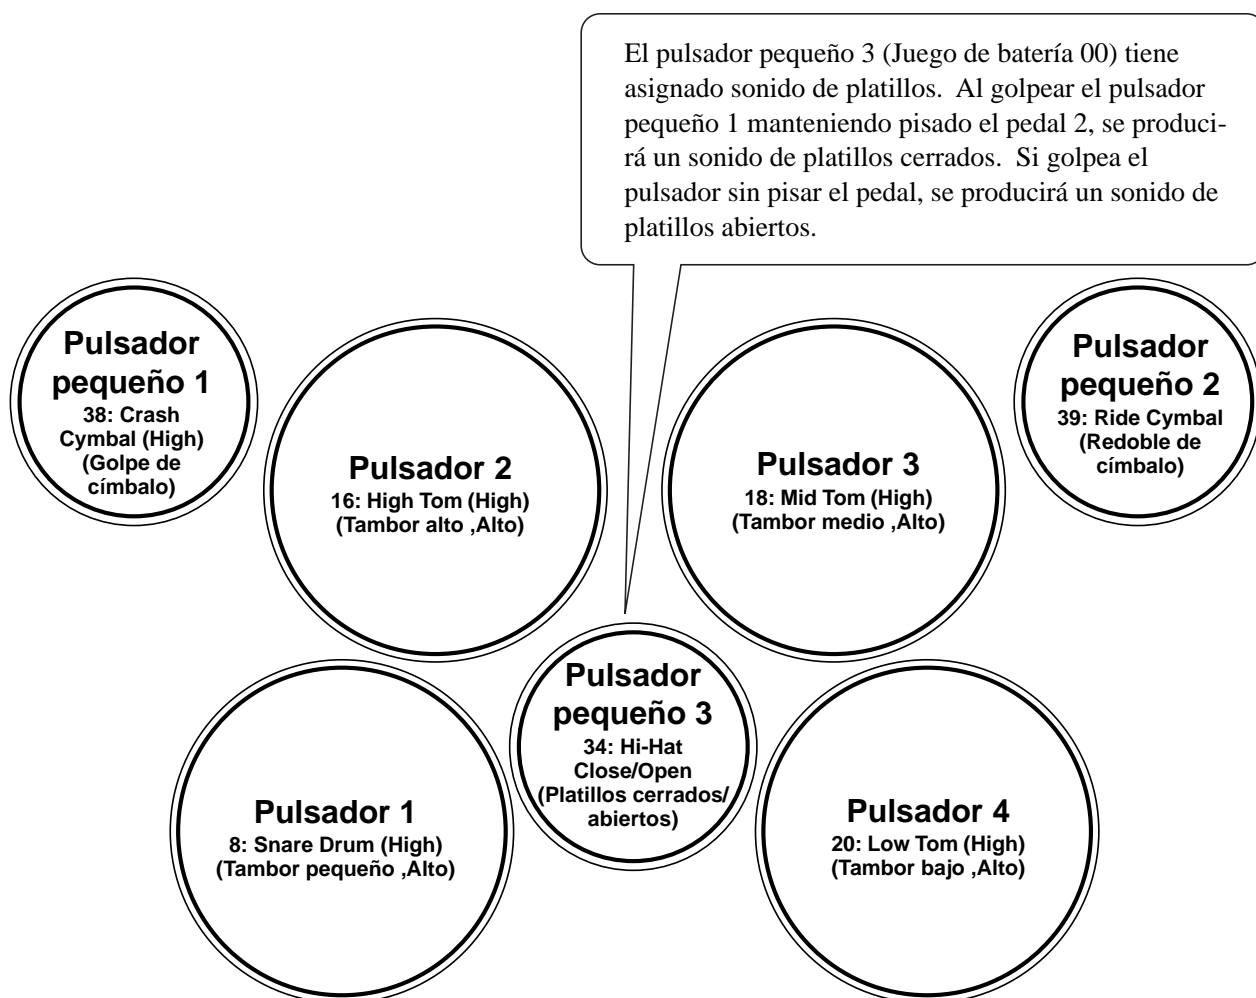 El pulsador pequeño 3 (Juego de batería 00) tiene
asignado sonido de platillos.  Al golpear el pulsador
pequeño 1 manteniendo pisado el pedal 2, se produci-
rá un sonido de platillos cerrados.  Si golpea el
pulsador sin pisar el pedal, se producirá un sonido de
platillos abiertos.
Pulsador
pequeño 1
38: Crash
Cymbal (High)
(Golpe de
címbalo)
Pulsador 2
16: High Tom (High)
(Tambor alto ,Alto)
Pulsador 3
18: Mid Tom (High)
(Tambor medio ,Alto)
Pulsador
pequeño 2
39: Ride Cymbal
(Redoble de
címbalo)
Pulsador 1
8: Snare Drum (High)
(Tambor pequeño ,Alto)
Pulsador
pequeño 3
34: Hi-Hat
Close/Open
(Platillos cerrados/
abiertos)
Pulsador 4
20: Low Tom (High)
(Tambor bajo ,Alto)